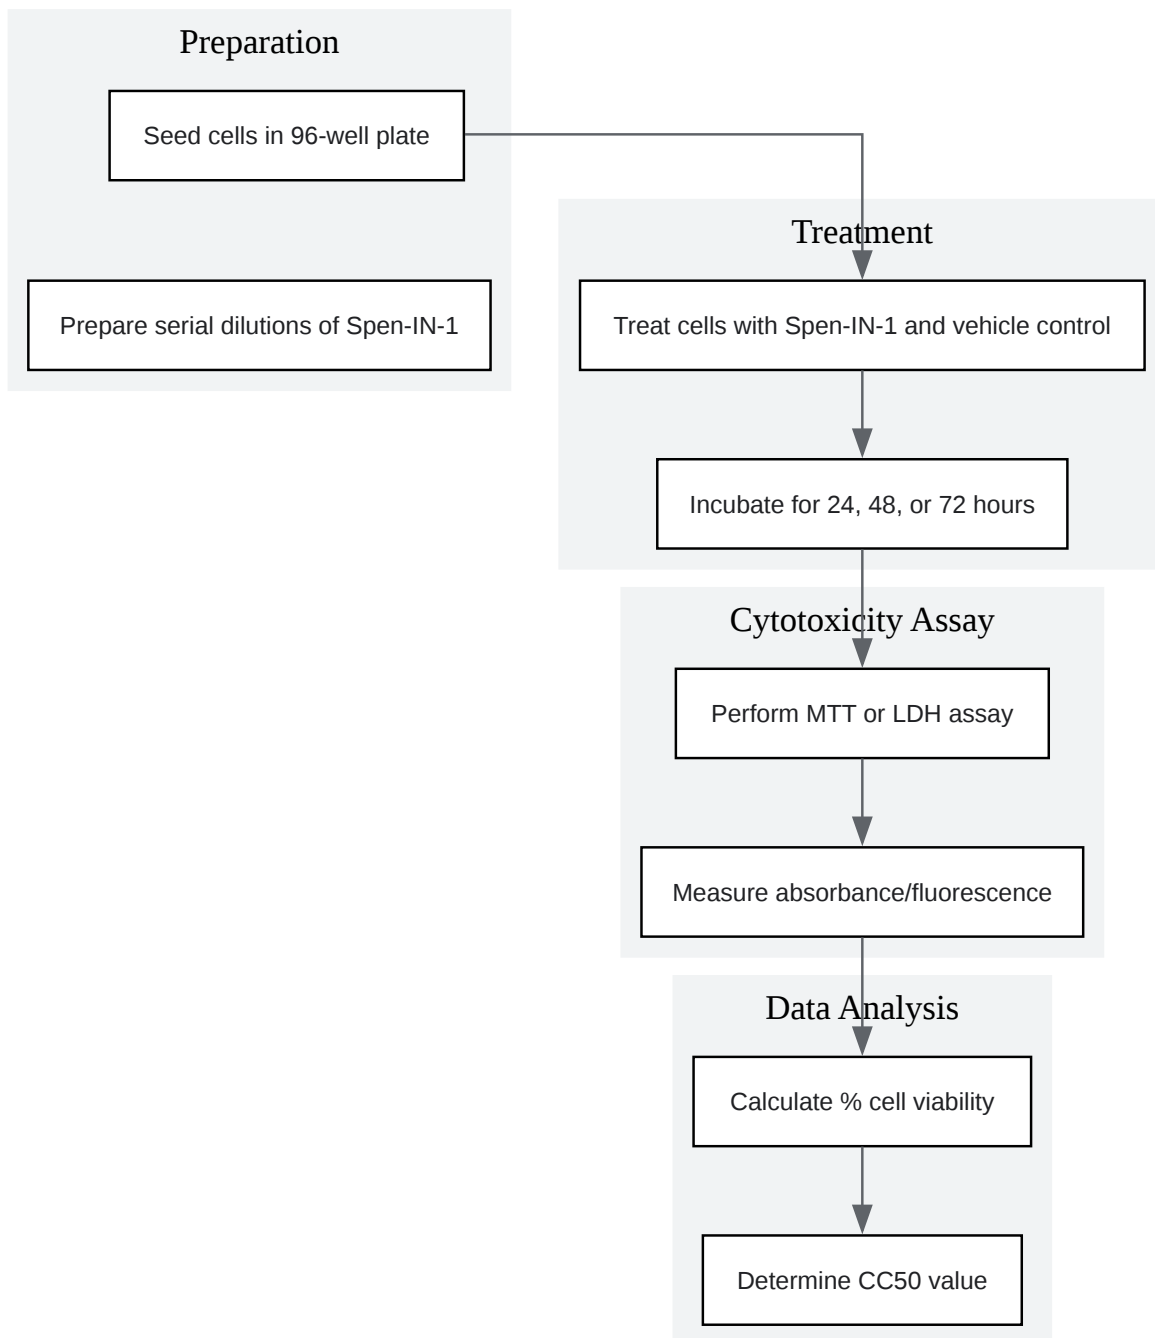 Preparation
Seed cells in 96-well plate
Prepare serial dilutions of Spen-IN-1
Treatment
Treat cells with Spen-IN-1 and vehicle control
Incubate for 24, 48, or 72 hours
Cytotoxicity Assay
Perform MTT or LDH assay
Measure absorbance/fluorescence
Data Analysis
Calculate % cell viability
Determine CC50 value